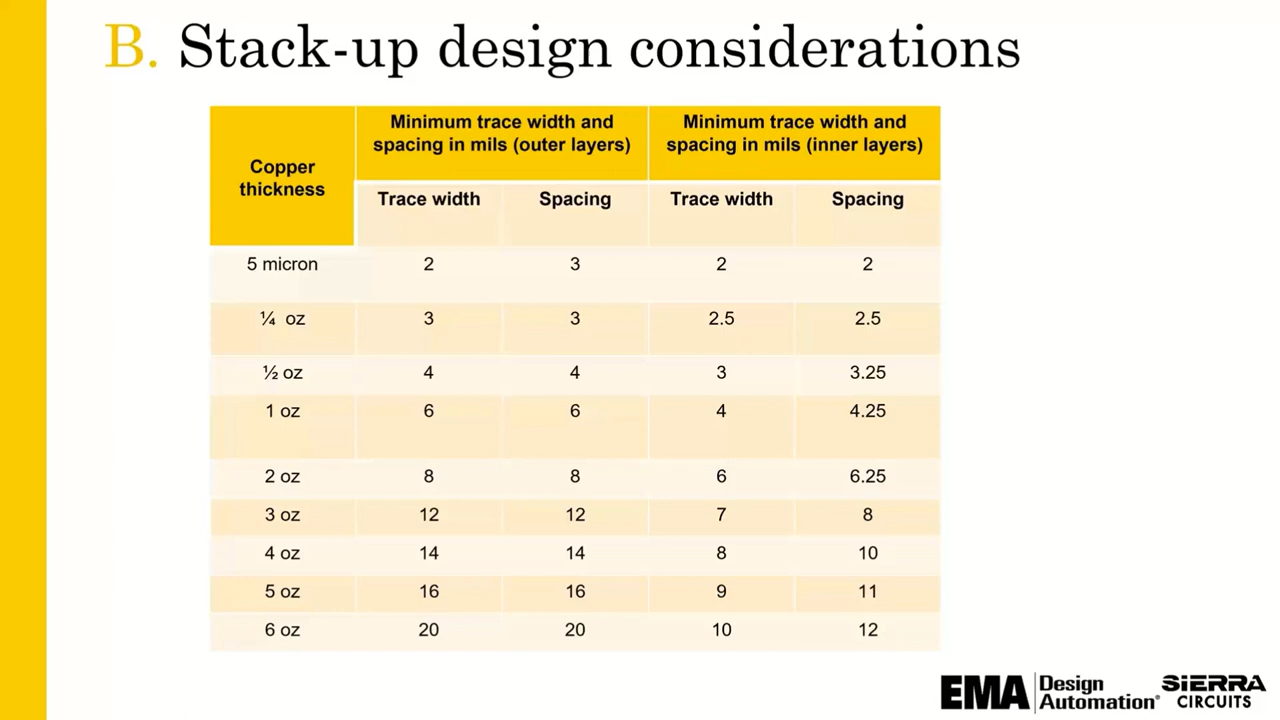 B. Stack-up design considerations
Copper
thickness
Minimum trace width and
spacing in mils (outer layers)
Minimum trace width and
spacing in mils (inner layers)
Trace width Spacing Trace width Spacing
5 micron 2 3 2 2
¼ oz 3 3 2.5 2.5
½ oz 4 4 3 3.25
1 oz 6 6 4 4.25
2 oz 8 8 6 6.25
3 oz 12 12 7 8
4 oz 14 14 8 10
5 oz 16 16 9 11
6 oz 20 20 10 12
EMA Design
Automation®
SIERRA
CIRCUITS